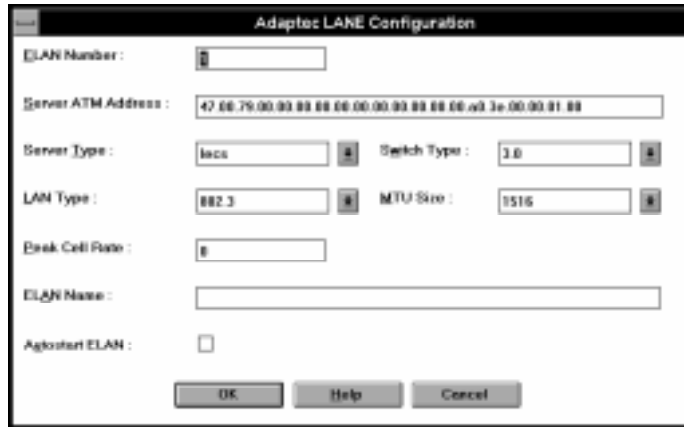 Adaptec LANE Configuration
ELAN Number :
Server ATM Address : 47.00.79.00.00.00.00.00.00.00.00.00.00.a0.3e.00.00.01.00
Server Type : lecs Switch Type : 3.0
LAN Type : 802.3 MTU Size : 1516
Peak Cell Rate : 0
ELAN Name :
Autostart ELAN :
OK Help Cancel